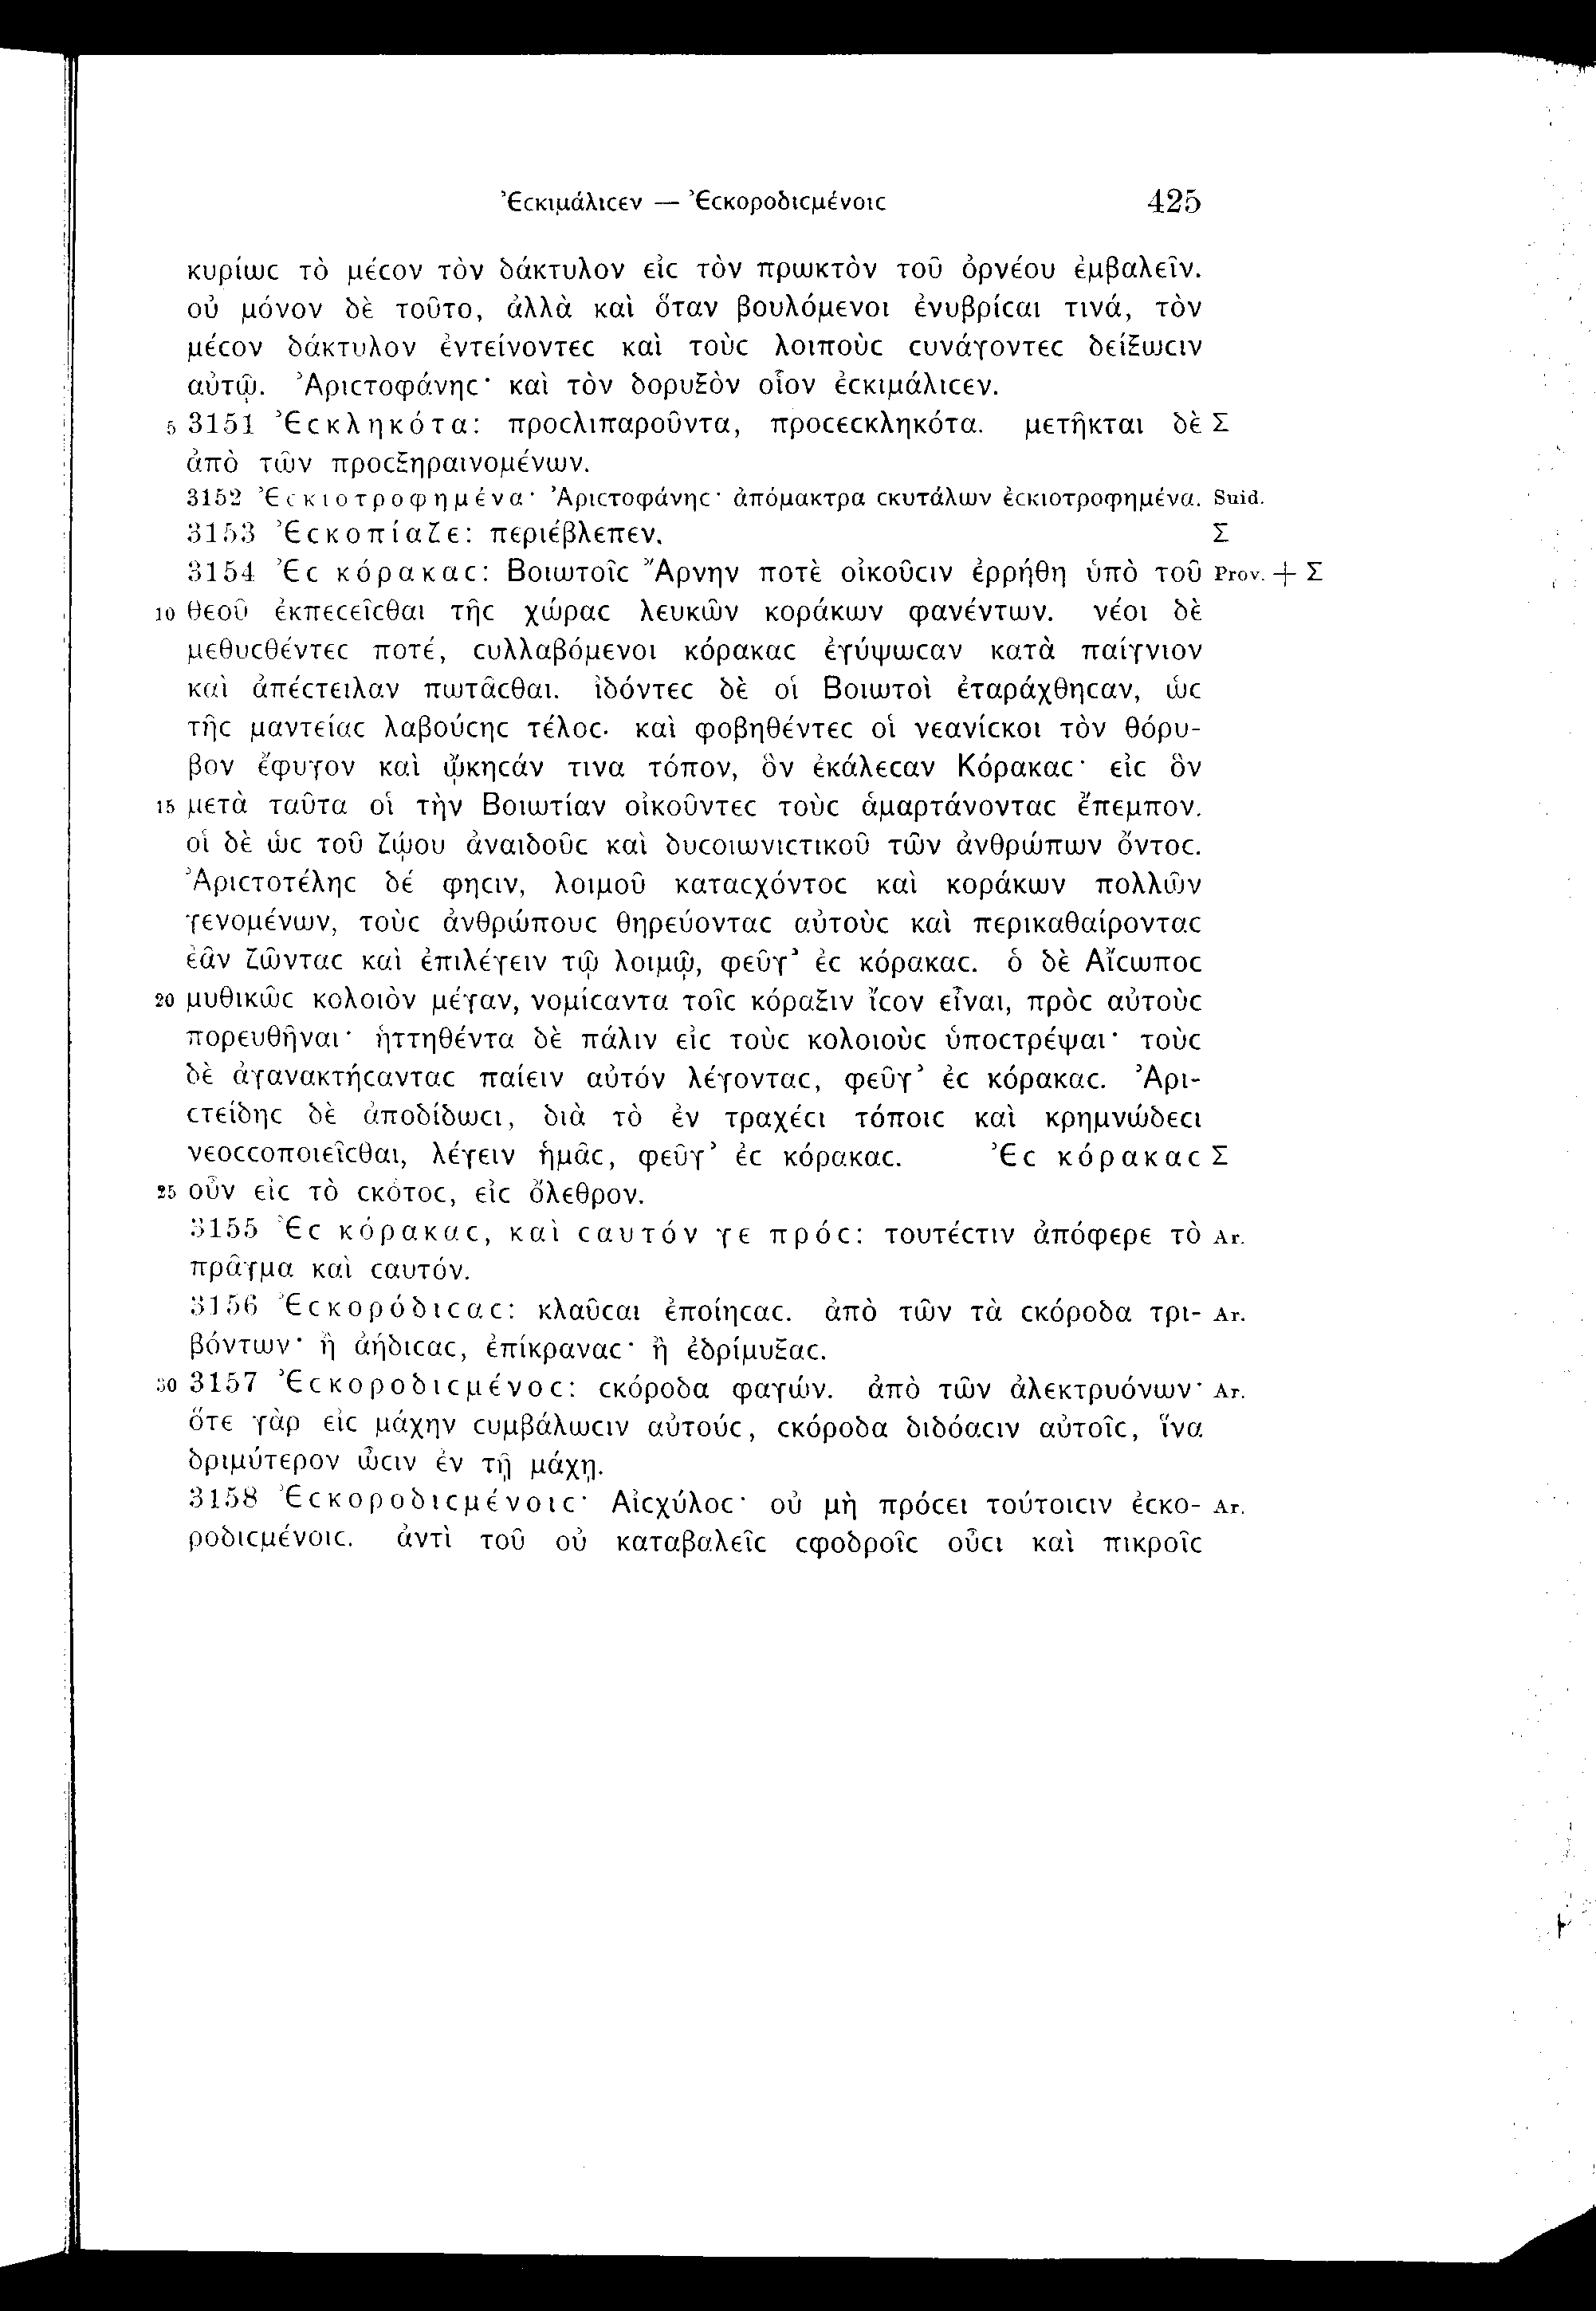 Ἐϲκιμάλιϲεν — Ἐϲκοροδιϲμένοιϲ 425
κυρίωϲ τὸ μέϲον τὸν δάκτυλον εἰϲ τὸν πρωκτὸν τοῦ ὀρνέου ἐμβαλεῖν.
οὐ μόνον δὲ τοῦτο, ἀλλὰ καὶ ὅταν βουλόμενοι ἐνυβρίϲαι τινά, τὸν
μέϲον δάκτυλον ἐντείνοντεϲ καὶ τοὺϲ λοιποὺϲ ϲυνάγοντεϲ δείξωϲιν
αὐτῷ. Ἀριϲτοφάνηϲ· καὶ τὸν δορυξὸν οἷον ἐϲκιμάλιϲεν.
5 3151 Ἐϲκληκότα: προϲλιπαροῦντα, προϲεϲκληκότα. μετῆκται δὲ Σ
ἀπὸ τῶν προϲξηραινομένων.
3152 Ἐϲκιοτροφημένα· Ἀριϲτοφάνηϲ· ἀπόμακτρα ϲκυτάλων ἐϲκιοτροφημένα. Suid.
3153 Ἐϲκοπίαζε: περιέβλεπεν. Σ
3154 Ἐϲ κόρακαϲ: Βοιωτοῖϲ Ἄρνην ποτὲ οἰκοῦϲιν ἐρρήθη ὑπὸ τοῦ Prov. + Σ
10 θεοῦ ἐκπεϲεῖϲθαι τῆϲ χώραϲ λευκῶν κοράκων φανέντων. νέοι δὲ
μεθυϲθέντεϲ ποτέ, ϲυλλαβόμενοι κόρακαϲ ἐγύψωϲαν κατὰ παίγνιον
καὶ ἀπέϲτειλαν πωτᾶϲθαι. ἰδόντεϲ δὲ οἱ Βοιωτοὶ ἐταράχθηϲαν, ὡϲ
τῆϲ μαντείαϲ λαβούϲηϲ τέλοϲ. καὶ φοβηθέντεϲ οἱ νεανίϲκοι τὸν θόρυ-
βον ἔφυγον καὶ ᾤκηϲάν τινα τόπον, ὃν ἐκάλεϲαν Κόρακαϲ· εἰϲ ὃν
15 μετὰ ταῦτα οἱ τὴν Βοιωτίαν οἰκοῦντεϲ τοὺϲ ἁμαρτάνονταϲ ἔπεμπον.
οἱ δὲ ὡϲ τοῦ ζῴου ἀναιδοῦϲ καὶ δυϲοιωνιϲτικοῦ τῶν ἀνθρώπων ὄντοϲ.
Ἀριϲτοτέληϲ δέ φηϲιν, λοιμοῦ καταϲχόντοϲ καὶ κοράκων πολλῶν
γενομένων, τοὺϲ ἀνθρώπουϲ θηρεύονταϲ αὐτοὺϲ καὶ περικαθαίρονταϲ
ἐᾶν ζῶνταϲ καὶ ἐπιλέγειν τῷ λοιμῷ, φεῦγ’ ἐϲ κόρακαϲ. ὁ δὲ Αἴϲωποϲ
20 μυθικῶϲ κολοιὸν μέγαν, νομίϲαντα τοῖϲ κόραξιν ἴϲον εἶναι, πρὸϲ αὐτοὺϲ
πορευθῆναι· ἡττηθέντα δὲ πάλιν εἰϲ τοὺϲ κολοιοὺϲ ὑποϲτρέψαι· τοὺϲ
δὲ ἀγανακτήϲανταϲ παίειν αὐτόν λέγονταϲ, φεῦγ’ ἐϲ κόρακαϲ. Ἀρι-
ϲτείδηϲ δὲ ἀποδίδωϲι, διὰ τὸ ἐν τραχέϲι τόποιϲ καὶ κρημνώδεϲι
νεοϲϲοποιεῖϲθαι, λέγειν ἡμᾶϲ, φεῦγ’ ἐϲ κόρακαϲ. Ἐϲ κόρακαϲ Σ
25 οὖν εἰϲ τὸ ϲκότοϲ, εἰϲ ὄλεθρον.
3155 Ἐϲ κόρακαϲ, καὶ ϲαυτόν γε πρόϲ: τουτέϲτιν ἀπόφερε τὸ Ar.
πρᾶγμα καὶ ϲαυτόν.
3156 Ἐϲκορόδιϲαϲ: κλαῦϲαι ἐποίηϲαϲ. ἀπὸ τῶν τὰ ϲκόροδα τρι- Ar.
βόντων· ἢ ἀήδιϲαϲ, ἐπίκραναϲ· ἢ ἐδρίμυξαϲ.
30 3157 Ἐϲκοροδιϲμένοϲ: ϲκόροδα φαγών. ἀπὸ τῶν ἀλεκτρυόνων· Ar.
ὅτε γὰρ εἰϲ μάχην ϲυμβάλωϲιν αὐτούϲ, ϲκόροδα διδόαϲιν αὐτοῖϲ, ἵνα
δριμύτερον ὦϲιν ἐν τῇ μάχῃ.
3158 Ἐϲκοροδιϲμένοιϲ· Αἰϲχύλοϲ· οὐ μὴ πρόϲει τούτοιϲιν ἐϲκο- Ar.
ροδιϲμένοιϲ. ἀντὶ τοῦ οὐ καταβαλεῖϲ ϲφοδροῖϲ οὖϲι καὶ πικροῖϲ